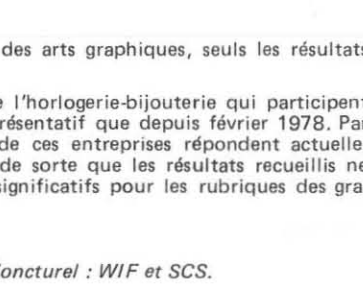 des arts graphiques, seuls les résultats
e l'horlogerie-bijouterie qui participent
résentatif que depuis février 1978. Par
de ces entreprises répondent actuelle
de sorte que les résultats recueillis ne
significatifs pour les rubriques des gra
oncturel : WIF et SCS.